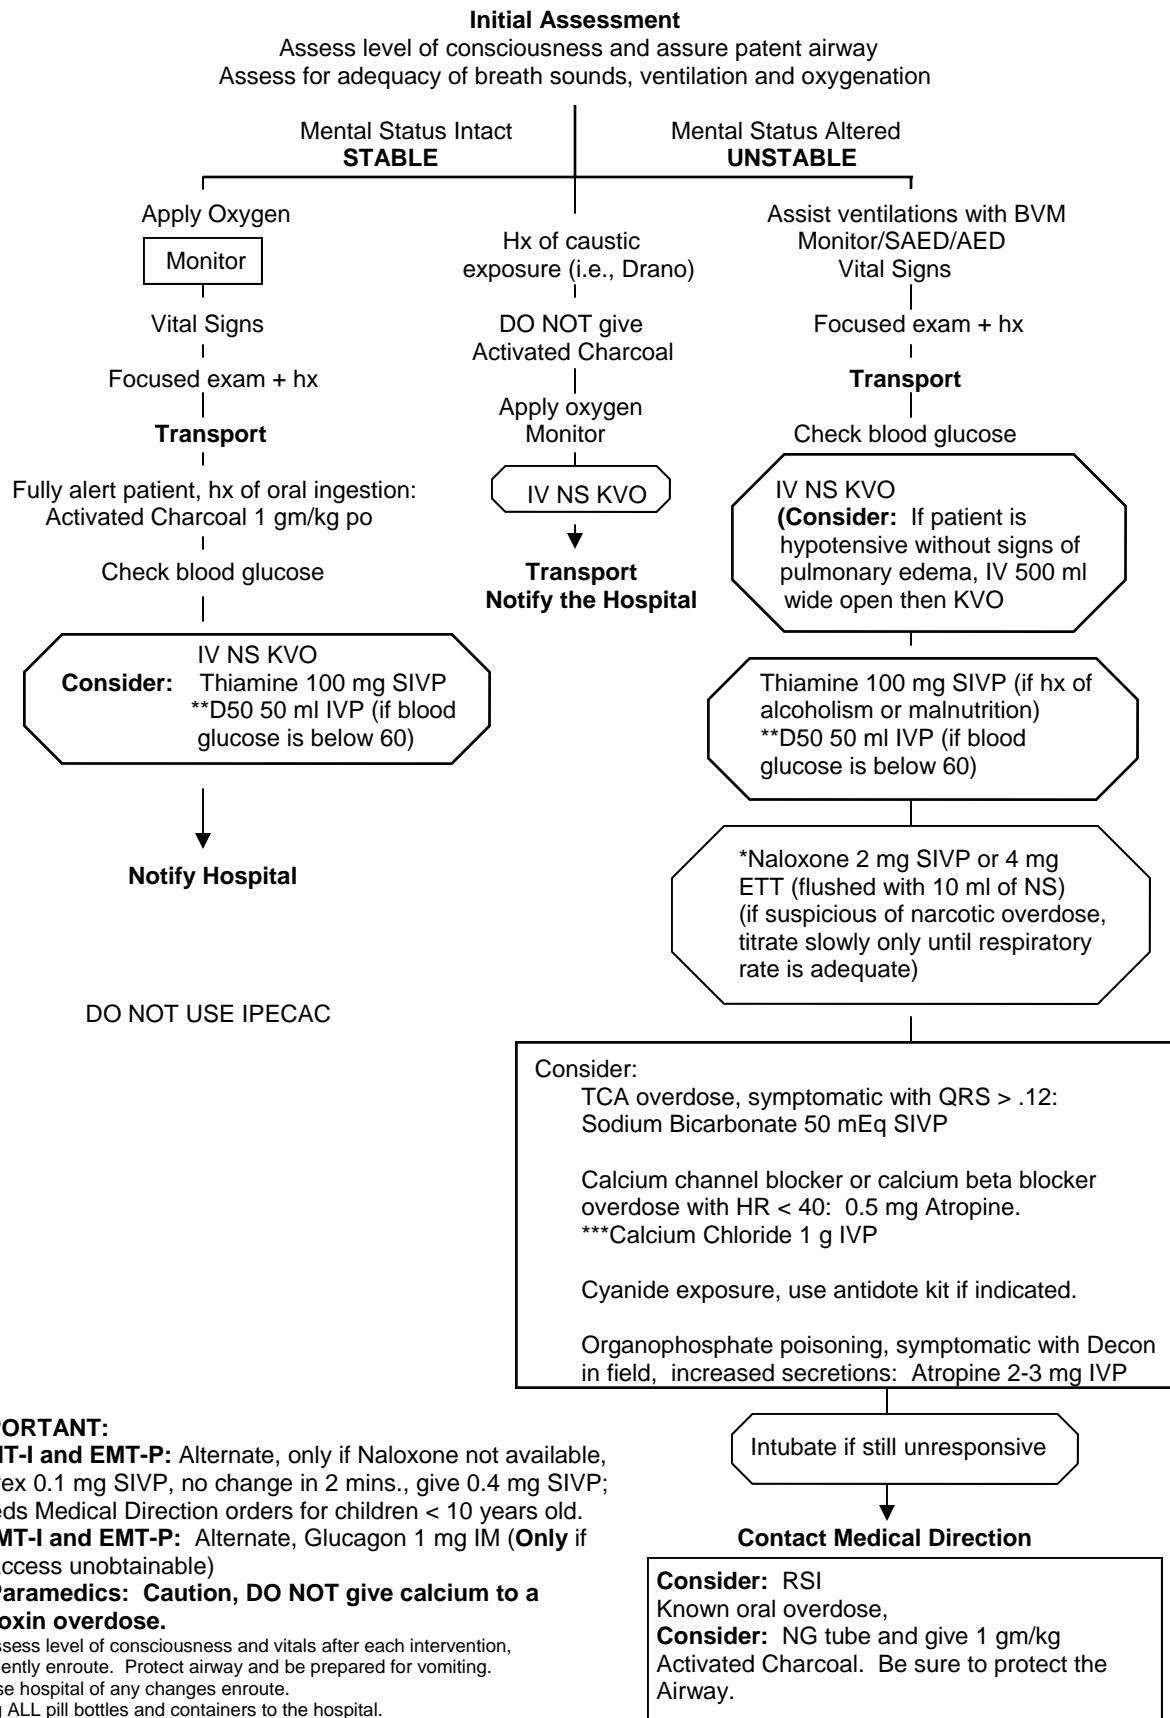 Initial Assessment
Assess level of consciousness and assure patent airway
Assess for adequacy of breath sounds, ventilation and oxygenation
Mental Status Intact
STABLE
Mental Status Altered
UNSTABLE
Apply Oxygen
Monitor
Vital Signs
Focused exam + hx
Transport
Fully alert patient, hx of oral ingestion:
Activated Charcoal 1 gm/kg po
Check blood glucose
IV NS KVO
Consider: Thiamine 100 mg SIVP
**D50 50 ml IVP (if blood
glucose is below 60)
Notify Hospital
DO NOT USE IPECAC
Hx of caustic
exposure (i.e., Drano)
DO NOT give
Activated Charcoal
Apply oxygen
Monitor
IV NS KVO
Transport
Notify the Hospital
Assist ventilations with BVM
Monitor/SAED/AED
Vital Signs
Focused exam + hx
Transport
Check blood glucose
IV NS KVO
(Consider: If patient is
hypotensive without signs of
pulmonary edema, IV 500 ml
wide open then KVO
Thiamine 100 mg SIVP (if hx of
alcoholism or malnutrition)
**D50 50 ml IVP (if blood
glucose is below 60)
*Naloxone 2 mg SIVP or 4 mg
ETT (flushed with 10 ml of NS)
(if suspicious of narcotic overdose,
titrate slowly only until respiratory
rate is adequate)
Consider:
TCA overdose, symptomatic with QRS > .12:
Sodium Bicarbonate 50 mEq SIVP
Calcium channel blocker or calcium beta blocker
overdose with HR < 40: 0.5 mg Atropine.
***Calcium Chloride 1 g IVP
Cyanide exposure, use antidote kit if indicated.
Organophosphate poisoning, symptomatic with Decon
in field, increased secretions: Atropine 2-3 mg IVP
Intubate if still unresponsive
Contact Medical Direction
Consider: RSI
Known oral overdose,
Consider: NG tube and give 1 gm/kg
Activated Charcoal. Be sure to protect the
Airway.
PORTANT:
MT-I and EMT-P: Alternate, only if Naloxone not available,
ex 0.1 mg SIVP, no change in 2 mins., give 0.4 mg SIVP;
eds Medical Direction orders for children < 10 years old.
MT-I and EMT-P: Alternate, Glucagon 1 mg IM (Only if
ccess unobtainable)
Paramedics: Caution, DO NOT give calcium to a
oxin overdose.
ssess level of consciousness and vitals after each intervention,
ently enroute. Protect airway and be prepared for vomiting.
se hospital of any changes enroute.
ALL pill bottles and containers to the hospital.